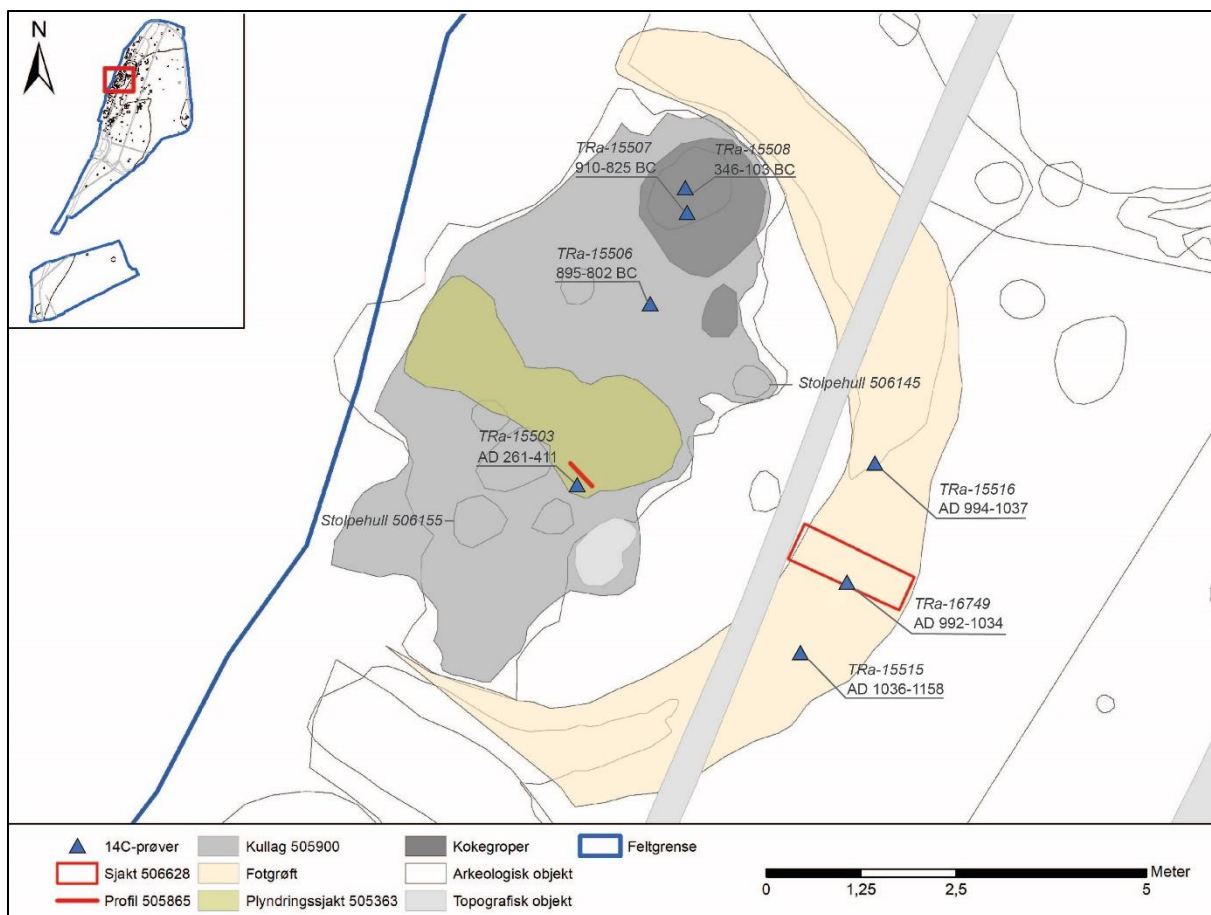 N
TRa-15507
910-825 BC
TRa-15508
346-103 BC
TRa-15506
895-802 BC
Stolpehull 506145
TRa-15503
AD 261-411
TRa-15516
AD 994-1037
Stolpehull 506155
TRa-16749
AD 992-1034
TRa-15515
AD 1036-1158
14C-prøver
Kullag 505900
Kokegroper
Feltgrense
Sjakt 506628
Fotgrøft
Arkeologisk objekt
Profil 505865
Plyndringssjakt 505363
Topografisk objekt
Meter
0 1,25 2,5 5